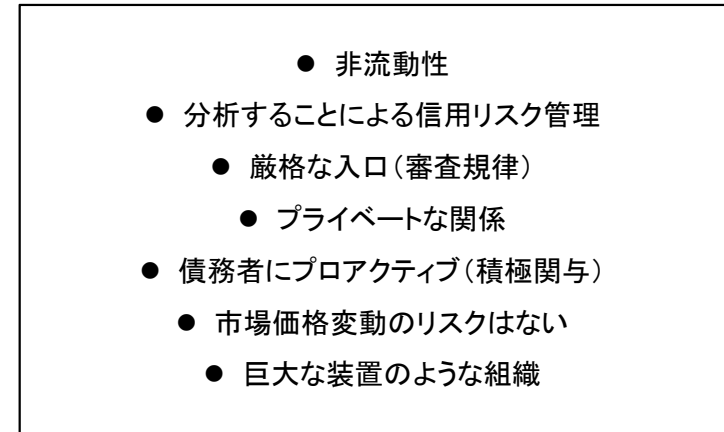 ● 非流動性
● 分析することによる信用リスク管理
● 厳格な入口（審査規律）
● プライベートな関係
● 債務者にプロアクティブ（積極関与）
● 市場価格変動のリスクはない
● 巨大な装置のような組織